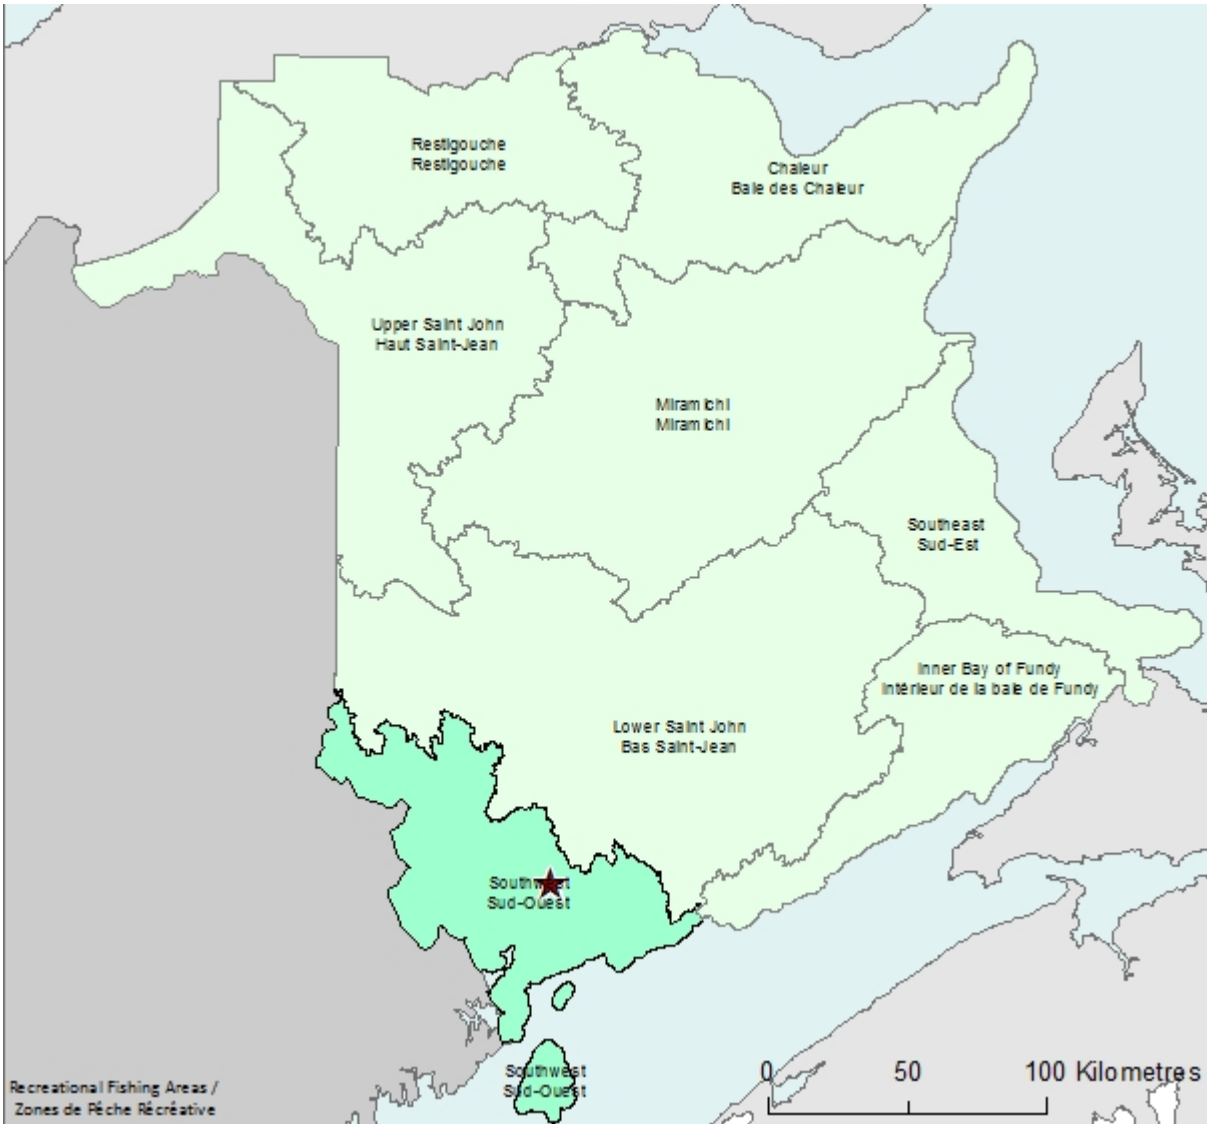 Restigouche
Restigouche
Chaleur
Baie des Chaleur
Upper Saint John
Haut Saint-Jean
Miramichi
Miramichi
Southeast
Sud-Est
Inner Bay of Fundy
Intérieur de la baie de Fundy
Lower Saint John
Bas Saint-Jean
Southwest
Sud-Ouest
Southwest
Sud-Ouest
0 50 100 Kilometres
Recreational Fishing Areas /
Zones de Pêche Récréative